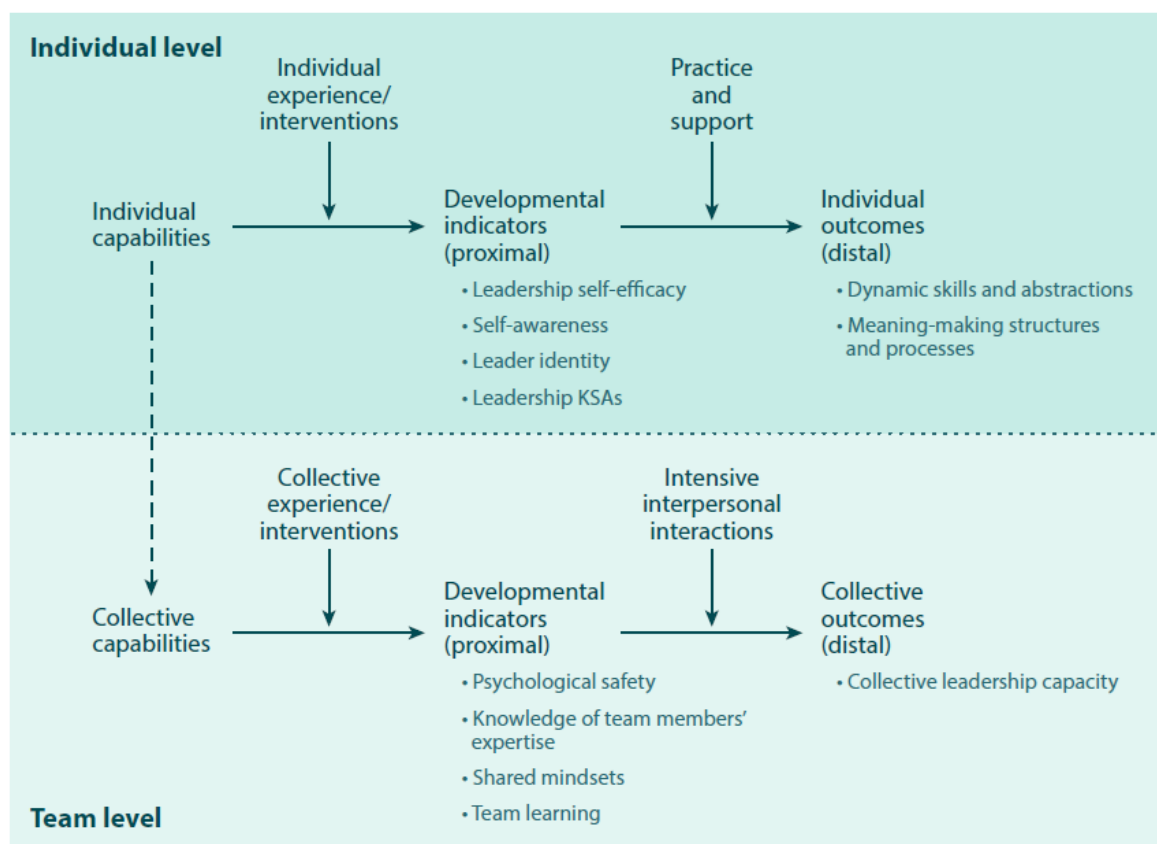 Individual level
Individual
experience/
interventions
Practice
and
support
Individual
capabilities
Developmental
indicators
(proximal)
• Leadership self-efficacy
• Self-awareness
• Leader identity
• Leadership KSAs
Individual
outcomes
(distal)
• Dynamic skills and abstractions
• Meaning-making structures
and processes
Collective
experience/
interventions
Intensive
interpersonal
interactions
Collective
capabilities
Developmental
indicators
(proximal)
• Psychological safety
• Knowledge of team members’
expertise
• Shared mindsets
• Team learning
Collective
outcomes
(distal)
• Collective leadership capacity
Team level